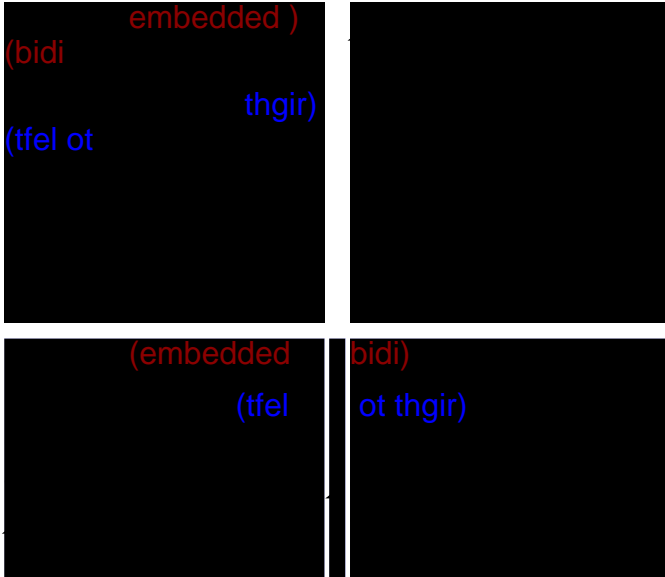 embedded )
(bidi
thgir)
(tfel ot
(embedded bidi)
(tfel ot thgir)